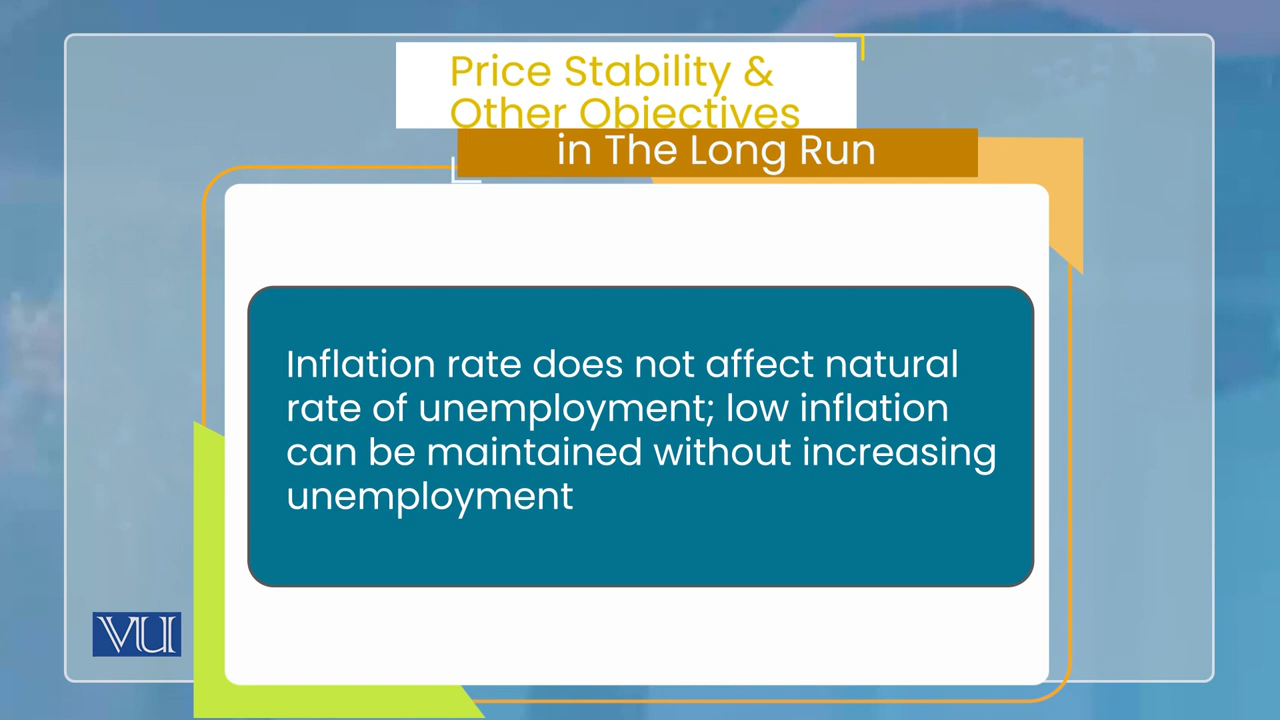 Price Stability &
Other Objectives
in The Long Run
Inflation rate does not affect natural
rate of unemployment; low inflation
can be maintained without increasing
unemployment
VU